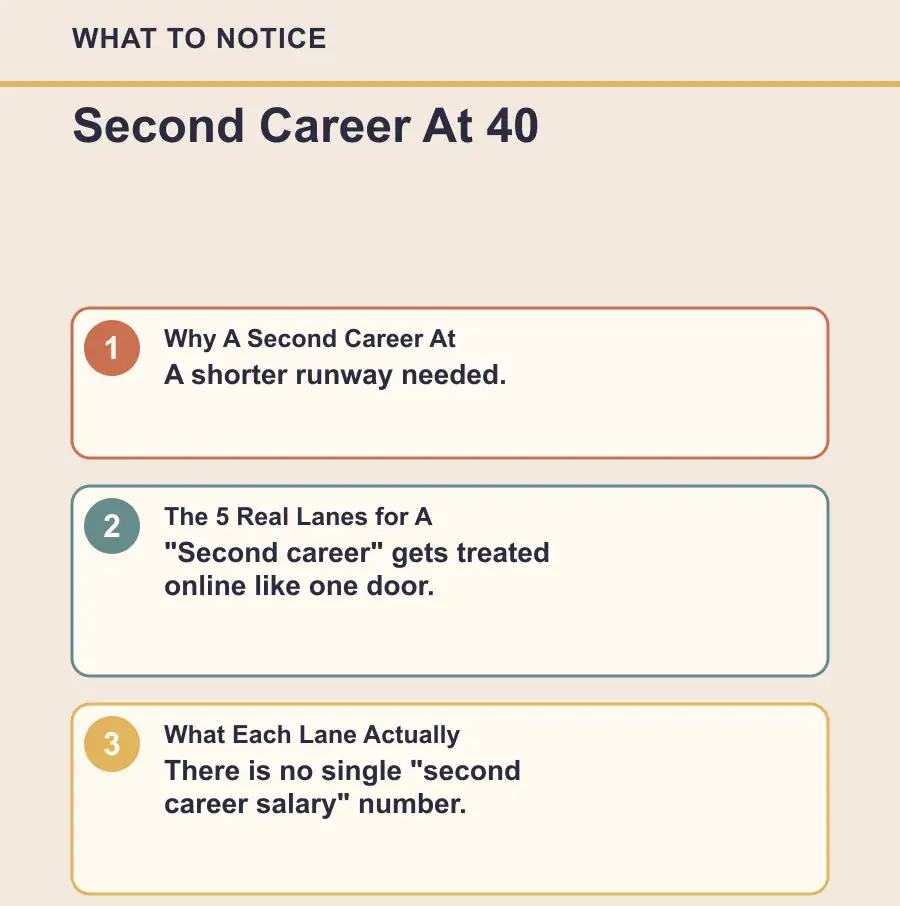 WHAT TO NOTICE
Second Career At 40
1
Why A Second Career At
A shorter runway needed.
2
The 5 Real Lanes for A
"Second career" gets treated
online like one door.
3
What Each Lane Actually
There is no single "second
career salary" number.